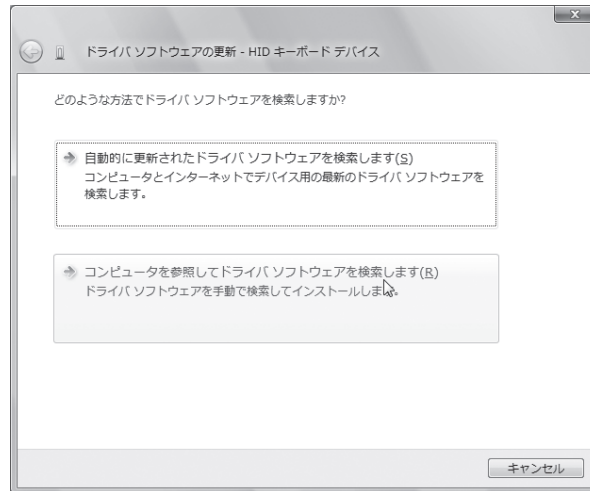 ドライバ ソフトウェアの更新 - HID キーボード デバイス
どのような方法でドライバ ソフトウェアを検索しますか?
自動的に更新されたドライバ ソフトウェアを検索します(S)
コンピュータとインターネットでデバイス用の最新のドライバ ソフトウェアを
検索します。
コンピュータを参照してドライバ ソフトウェアを検索します(R)
ドライバ ソフトウェアを手動で検索してインストールします。
キャンセル